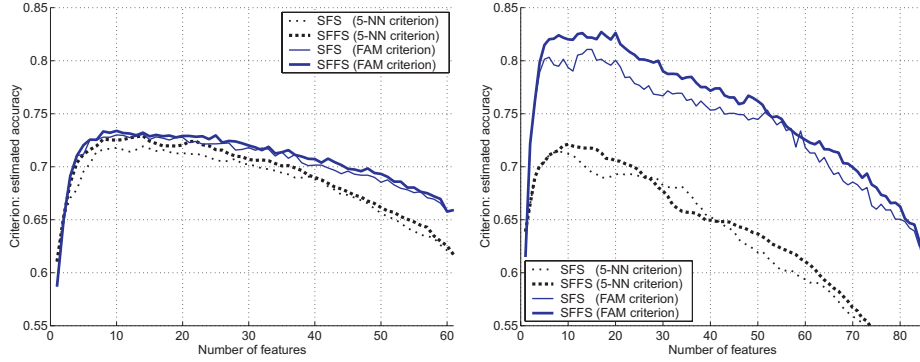 0.85
0.8
0.75
0.7
0.65
0.6
0.55
Criterion: estimated accuracy
0 10 20 30 40 50 60
Number of features
SFS (5-NN criterion)
SFFS (5-NN criterion)
SFS (FAM criterion)
SFFS (FAM criterion)
0.85
0.8
0.75
0.7
0.65
0.6
0.55
Criterion: estimated accuracy
SFS (5-NN criterion)
SFFS (5-NN criterion)
SFS (FAM criterion)
SFFS (FAM criterion)
0 10 20 30 40 50 60 70 80
Number of features